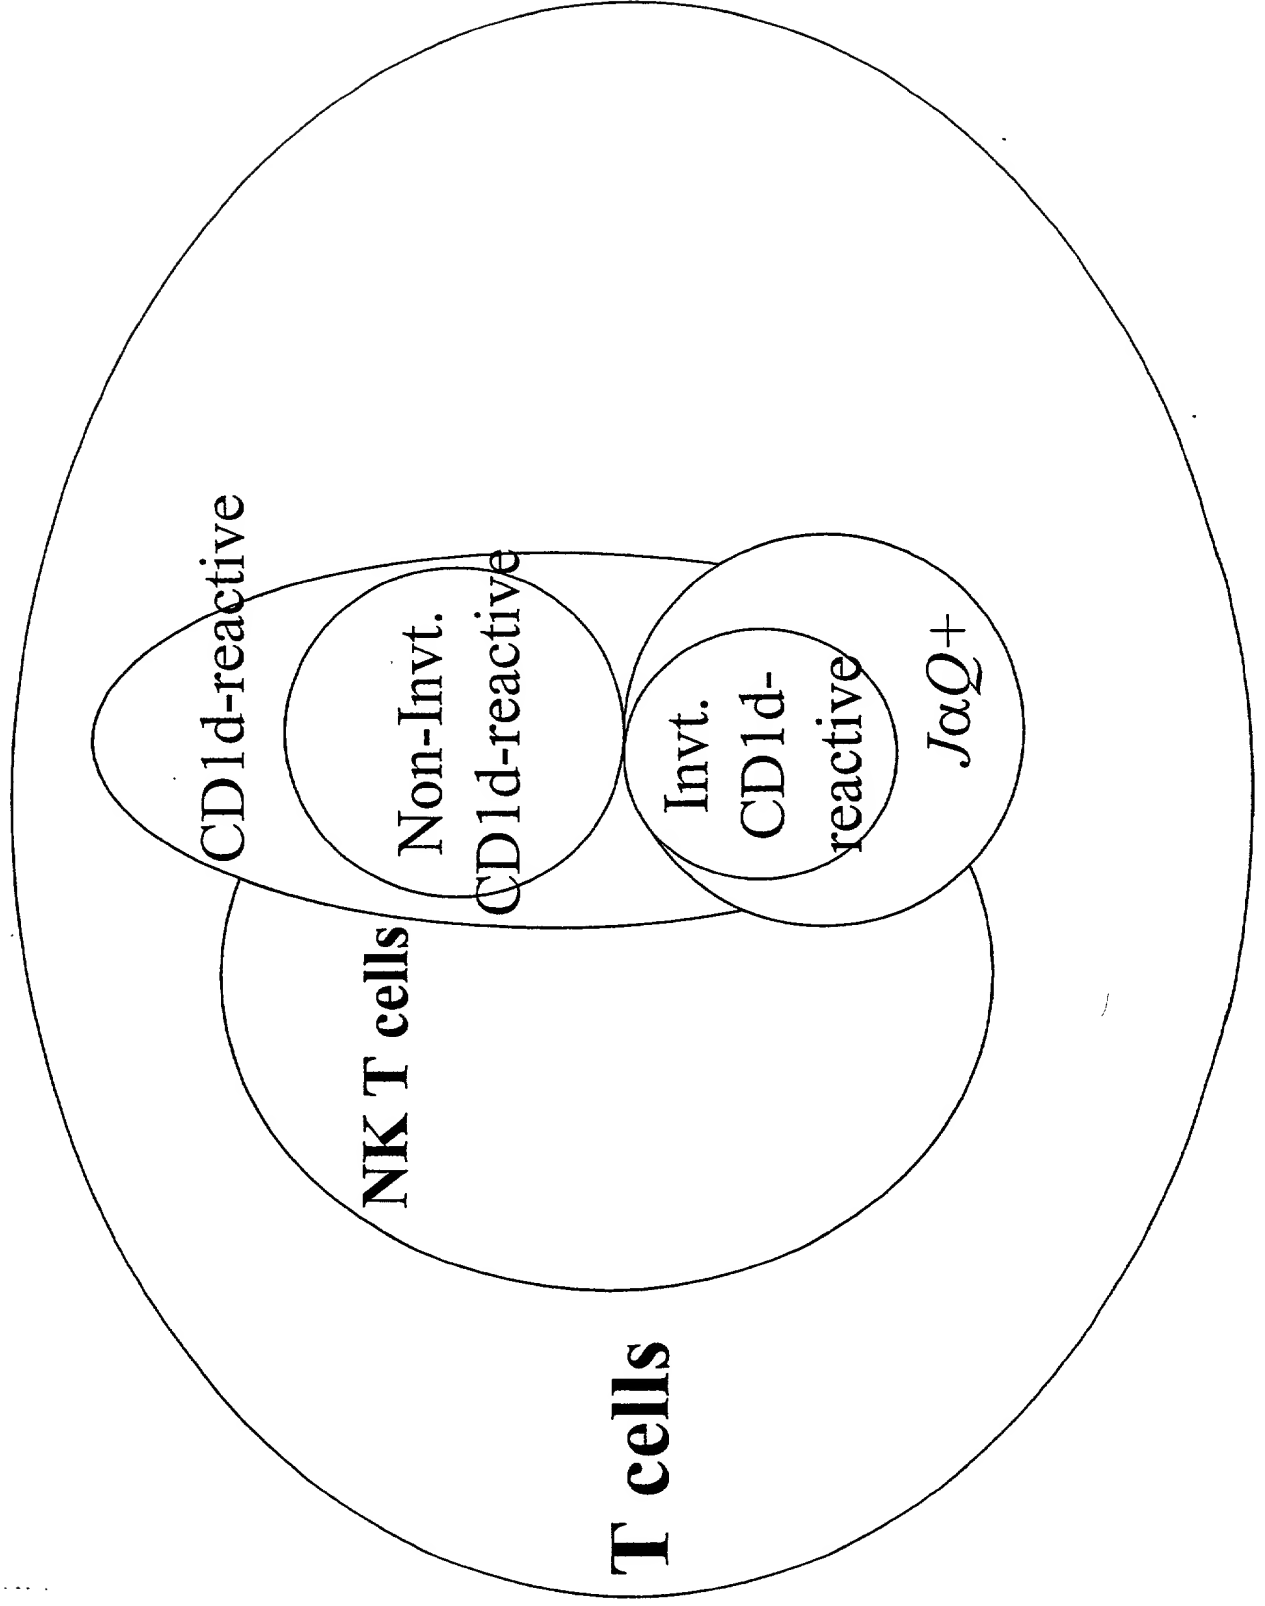 T cells
NK T cells
CD1d-reactive
Non-Invt.
CD1d-reactive
Invt.
CD1d-
reactive
JαQ+